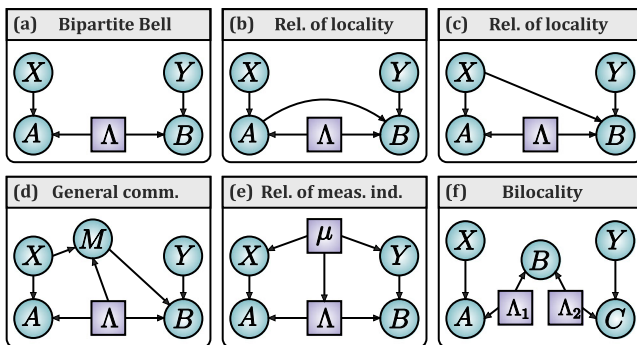 (a) Bipartite Bell
X Y
A Λ B
(b) Rel. of locality
X Y
A Λ B
(c) Rel. of locality
X Y
A Λ B
(d) General comm.
M
X Y
A Λ B
(e) Rel. of meas. ind.
μ
X Y
A Λ B
(f) Bilocality
X Y
B
A Λ₁ Λ₂ C